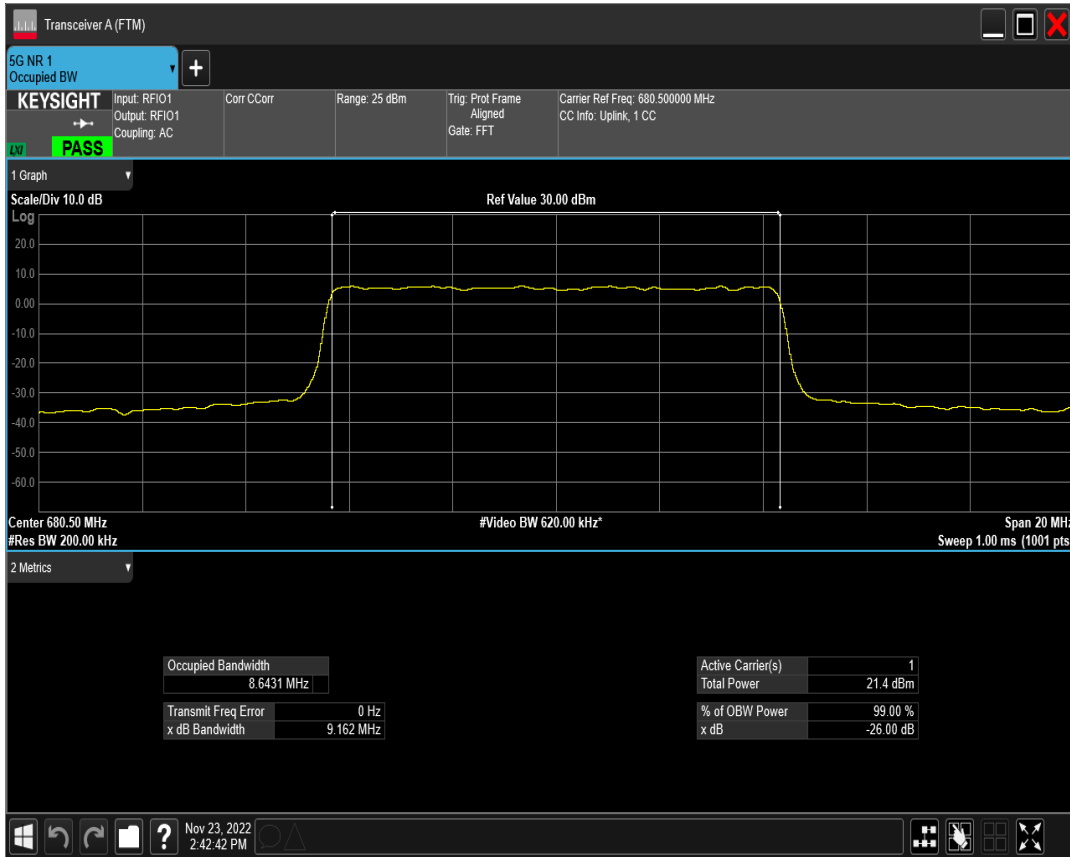 Transceiver A (FTM)
5G NR 1
Occupied BW
+
KEYSIGHT
LXI
PASS
Input: RFIO1
Output: RFIO1
Coupling: AC
Corr CCorr
Range: 25 dBm
Trig: Prot Frame
Aligned
Gate: FFT
Carrier Ref Freq: 680.500000 MHz
CC Info: Uplink, 1 CC
1 Graph
Scale/Div 10.0 dB
Ref Value 30.00 dBm
Log
20.0
10.0
0.00
-10.0
-20.0
-30.0
-40.0
-50.0
-60.0
Center 680.50 MHz
#Video BW 620.00 kHz*
Span 20 MHz
#Res BW 200.00 kHz
Sweep 1.00 ms (1001 pts
2 Metrics
Occupied Bandwidth
8.6431 MHz
Transmit Freq Error 0 Hz
x dB Bandwidth 9.162 MHz
Active Carrier(s) 1
Total Power 21.4 dBm
% of OBW Power 99.00 %
x dB -26.00 dB
?
Nov 23, 2022
2:42:42 PM